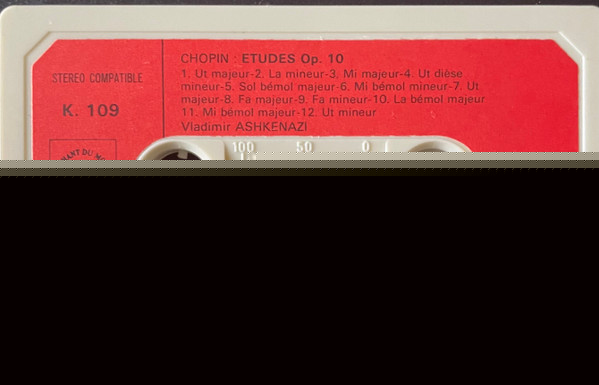 CHOPIN : ETUDES Op. 10
1. Ut majeur-2. La mineur-3. Mi majeur-4. Ut dièse
mineur-5. Sol bémol majeur-6. Mi bémol mineur-7. Ut
majeur-8. Fa majeur-9. Fa mineur-10. La bémol majeur
11. Mi bémol majeur-12. Ut mineur
Vladimir ASHKENAZI
STEREO COMPATIBLE
K. 109
100 50 0